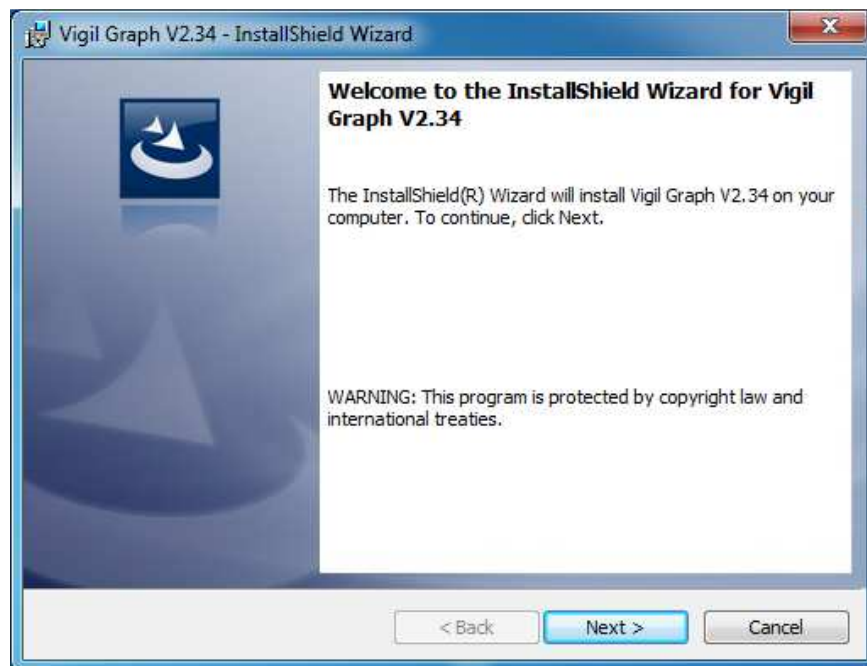 Vigil Graph V2.34 - InstallShield Wizard
Welcome to the InstallShield Wizard for Vigil
Graph V2.34
The InstallShield(R) Wizard will install Vigil Graph V2.34 on your
computer. To continue, click Next.
WARNING: This program is protected by copyright law and
international treaties.
< Back Next > Cancel